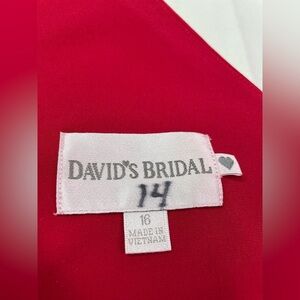 DAVID'S BRIDAL
14
16
MADE IN
VIETNAM